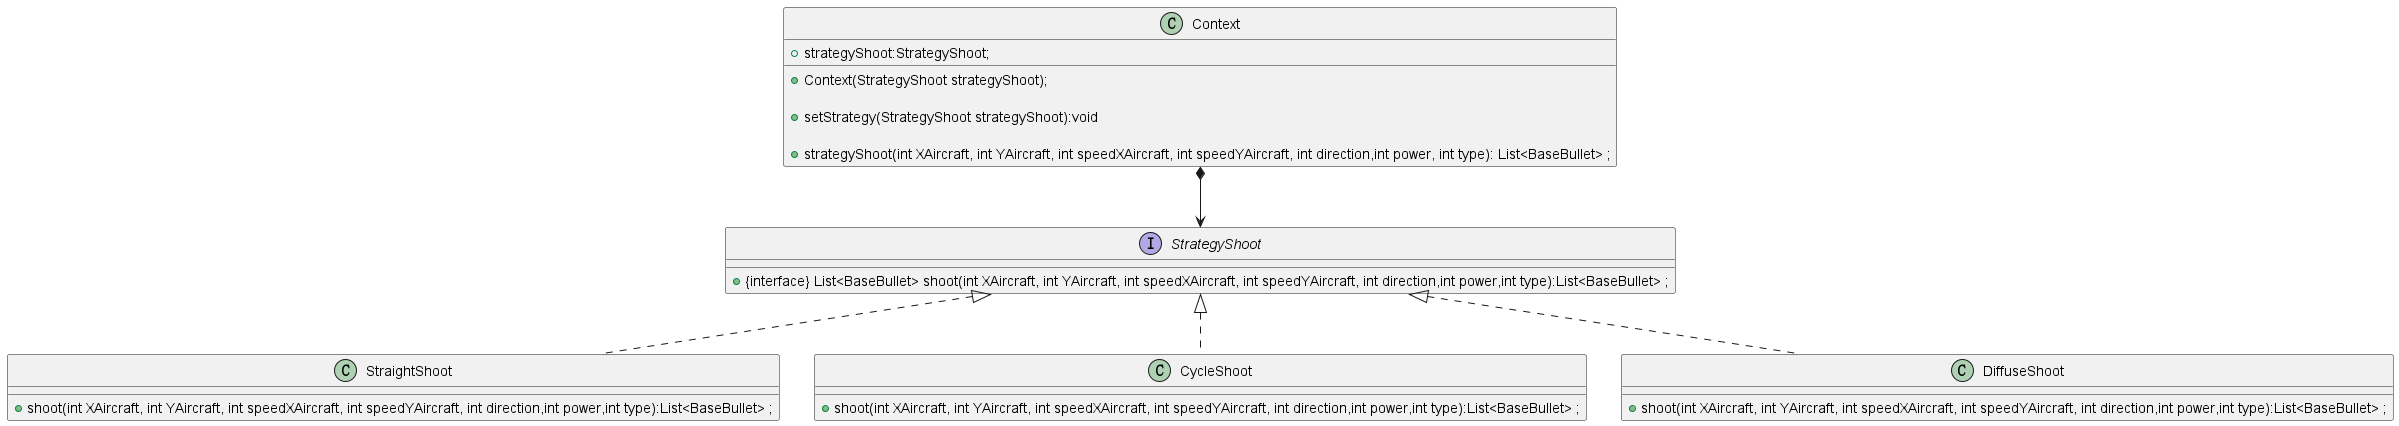 C Context
strategyShoot:StrategyShoot;
Context(StrategyShoot strategyShoot);
setStrategy(StrategyShoot strategyShoot):void
strategyShoot(int XAircraft, int YAircraft, int speedXAircraft, int speedYAircraft, int direction,int power, int type): List<BaseBullet> ;
I StrategyShoot
{interface} List<BaseBullet> shoot(int XAircraft, int YAircraft, int speedXAircraft, int speedYAircraft, int direction,int power,int type):List<BaseBullet> ;
C StraightShoot
shoot(int XAircraft, int YAircraft, int speedXAircraft, int speedYAircraft, int direction,int power,int type):List<BaseBullet> ;
C CycleShoot
shoot(int XAircraft, int YAircraft, int speedXAircraft, int speedYAircraft, int direction,int power,int type):List<BaseBullet> ;
C DiffuseShoot
shoot(int XAircraft, int YAircraft, int speedXAircraft, int speedYAircraft, int direction,int power,int type):List<BaseBullet> ;